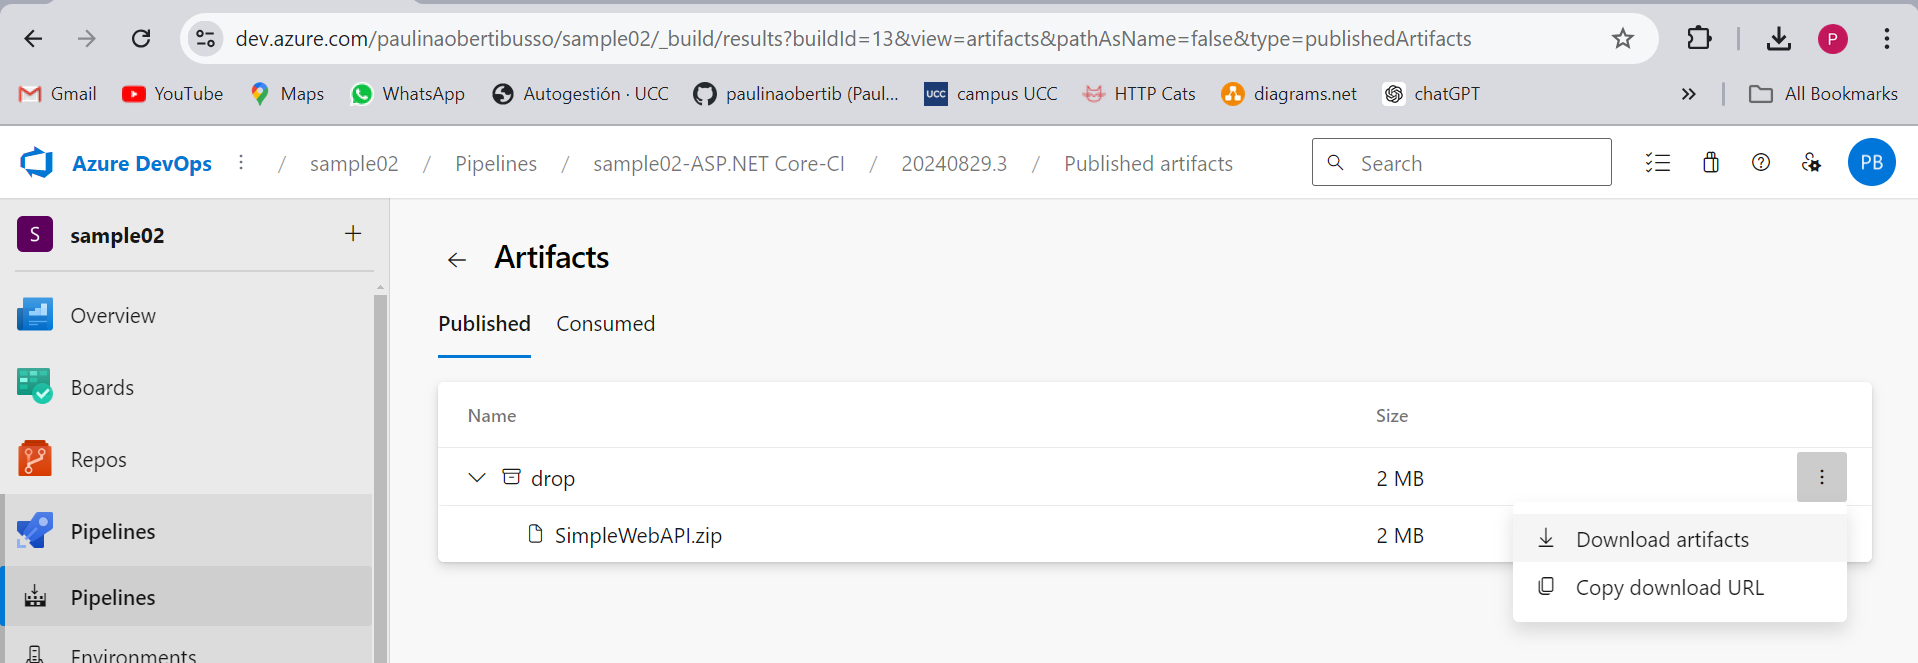 dev.azure.com/paulinaobertibusso/sample02/_build/results?buildId=13&view=artifacts&pathAsName=false&type=publishedArtifacts
P
Gmail YouTube Maps WhatsApp Autogestión · UCC paulinaobertib (Paul... UCC campus UCC HTTP Cats diagrams.net chatGPT » All Bookmarks
Azure DevOps / sample02 / Pipelines / sample02-ASP.NET Core-CI / 20240829.3 / Published artifacts Search PB
S sample02 +
Overview
Boards
Repos
Pipelines
Pipelines
Environments
Artifacts
Published Consumed
Name Size
drop 2 MB
SimpleWebAPI.zip 2 MB
Download artifacts
Copy download URL